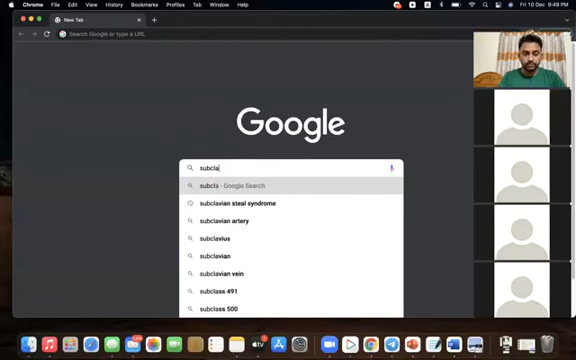 Chrome File Edit View History Bookmarks Profiles Tab Window Help
Fri 10 Dec 9:49 PM
New Tab
Search Google or type a URL
Google
subcla
subcla - Google Search
subclavian steal syndrome
subclavian artery
subclavius
subclavian
subclavian vein
subclass 491
subclass 500